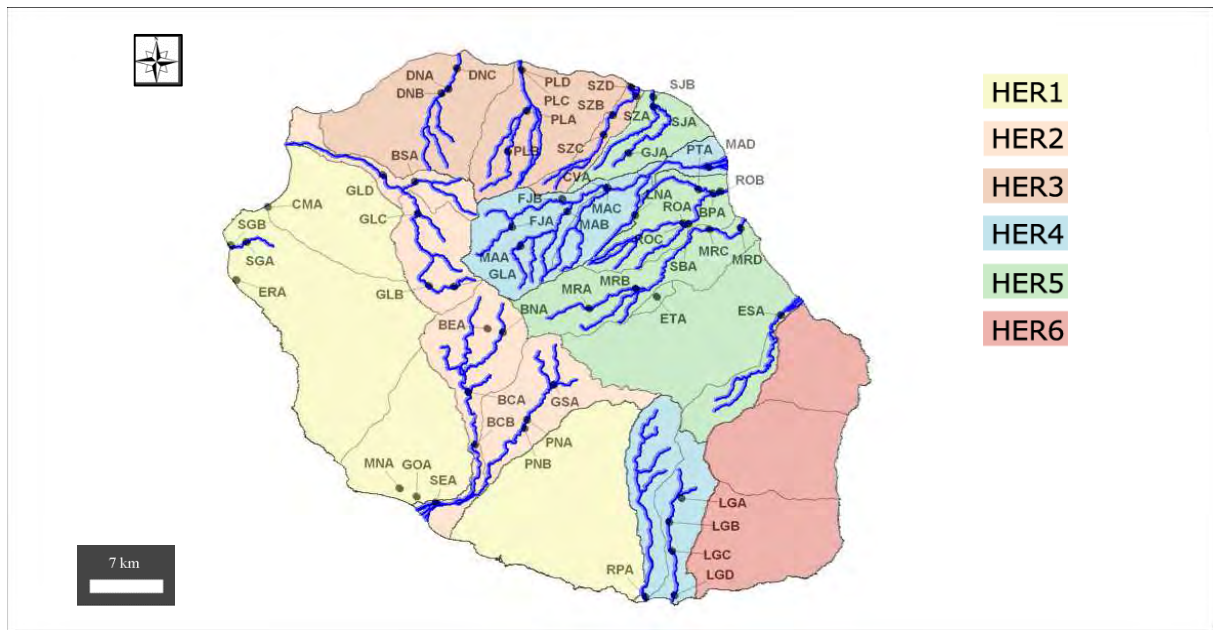 DNA
DNC
DNB
PLD
PLC
PLA
PLB
SZD
SZB
SZA
SZC
SJB
SJA
GJA
PTA
MAD
BSA
CVA
GLD
GLC
CMA
SGB
SGA
ERA
FJB
FJA
MAC
MAB
MAA
GLA
LNA
ROA
ROB
BPA
ROC
MRC
MRD
SBA
MRB
MRA
ETA
ESA
GLB
BNA
BEA
BCA
GSA
BCB
PNA
PNB
MNA
GOA
SEA
LGA
LGB
LGC
LGD
RPA
7 km
HER1
HER2
HER3
HER4
HER5
HER6